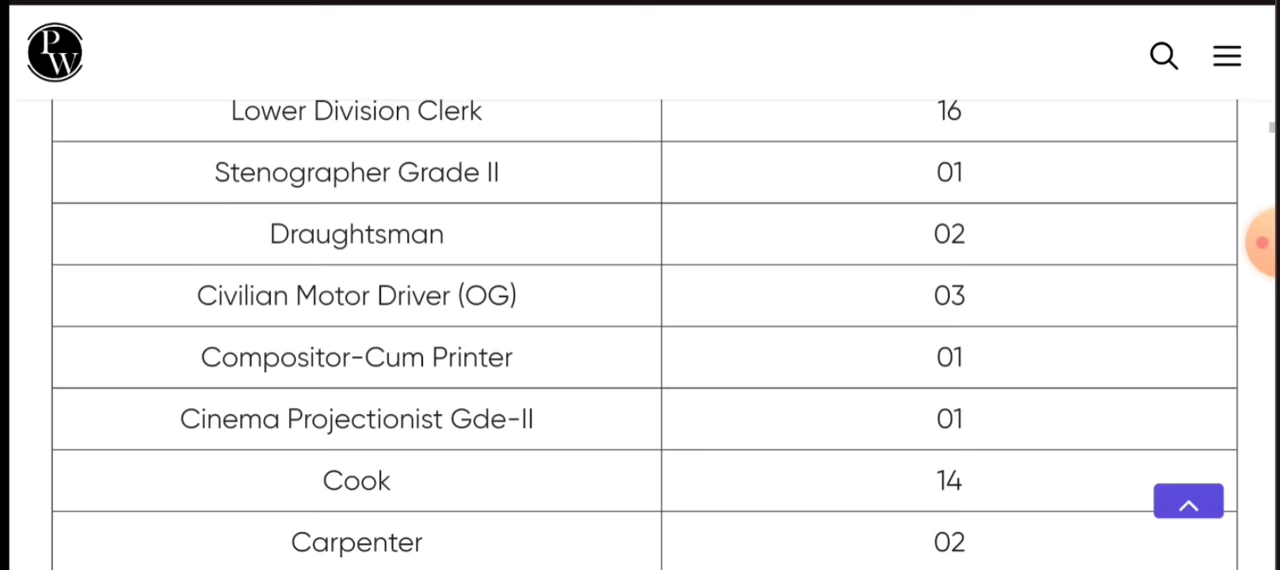 PW
Lower Division Clerk 16
Stenographer Grade II 01
Draughtsman 02
Civilian Motor Driver (OG) 03
Compositor-Cum Printer 01
Cinema Projectionist Gde-II 01
Cook 14
Carpenter 02